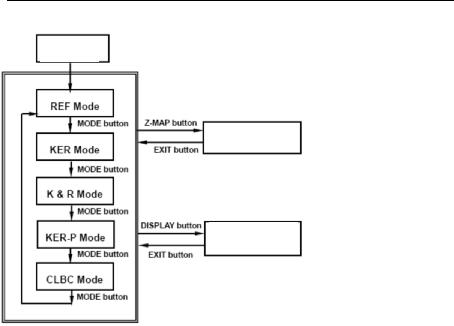 REF Mode
MODE button
Z-MAP button
EXIT button
KER Mode
MODE button
K & R Mode
MODE button
DISPLAY button
KER-P Mode
EXIT button
MODE button
CLBC Mode
MODE button